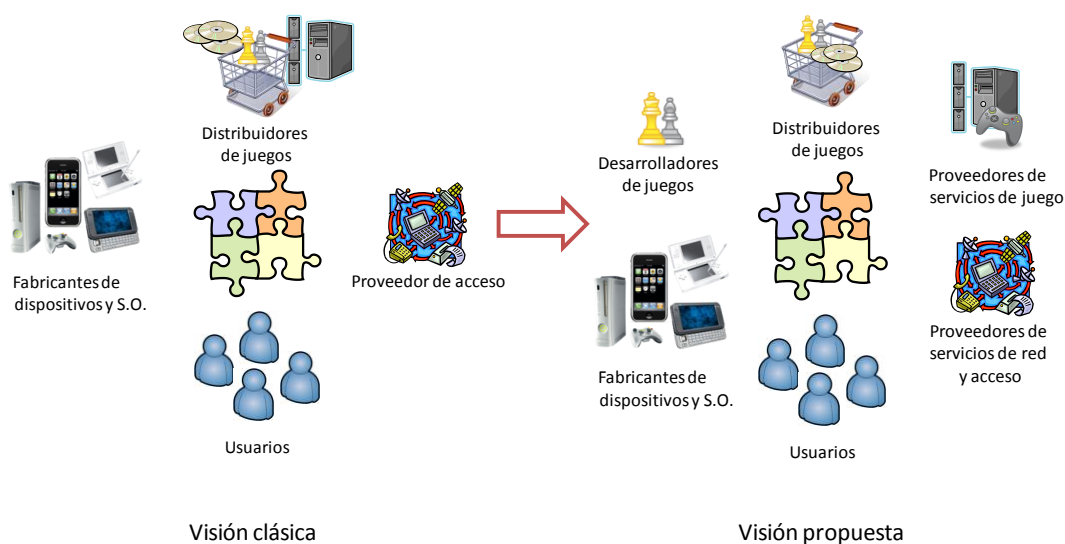 Distribuidores
de juegos
Fabricantes de
dispositivos y S.O.
Proveedor de acceso
Usuarios
Visión clásica
Desarrolladores
de juegos
Distribuidores
de juegos
Proveedores de
servicios de juego
Fabricantes de
dispositivos y S.O.
Proveedores de
servicios de red
y acceso
Usuarios
Visión propuesta